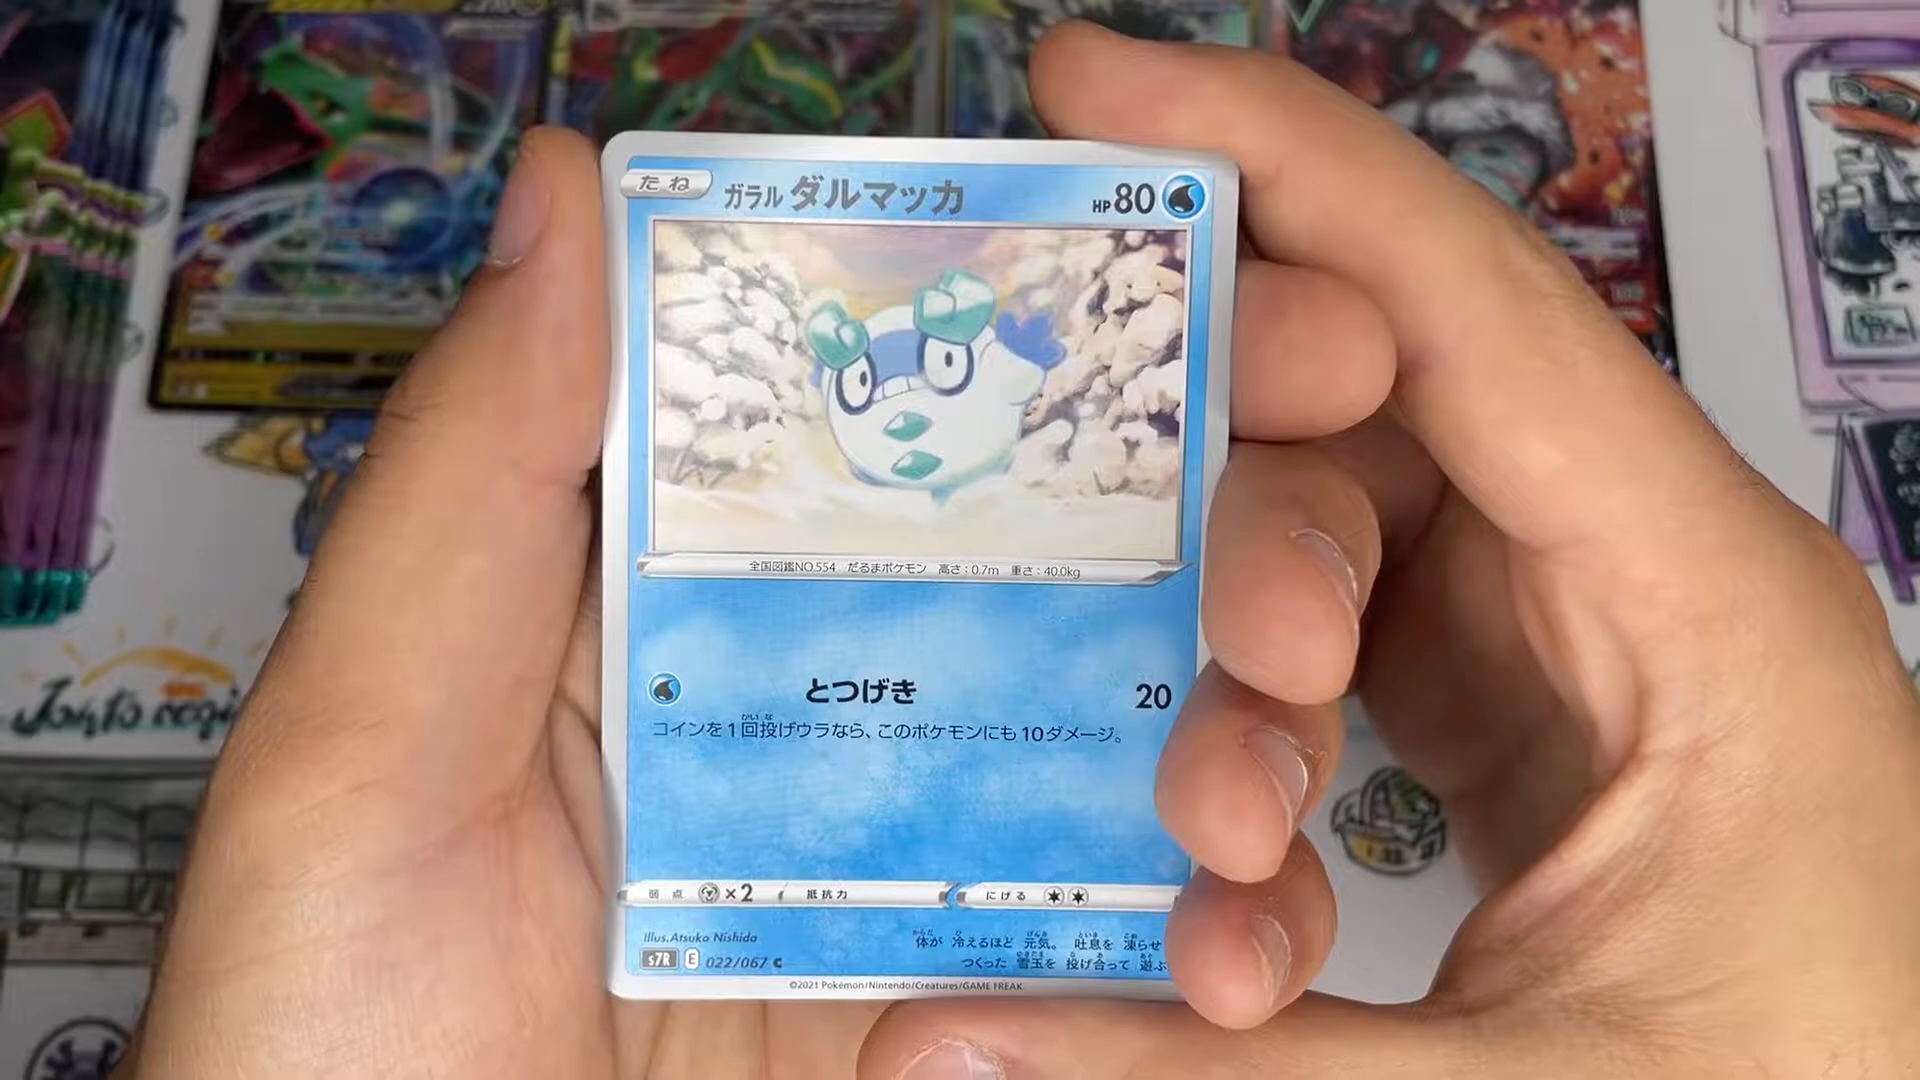 たね ガラル ダルマッカ HP 80
全国図鑑NO.554 だるまポケモン 高さ:0.7m 重さ:40.0kg
とつげき 20
コインを1回投げウラなら、このポケモンにも10ダメージ。
弱点 ×2 抵抗力 にげる
Illus.Atsuko Nishida
体が 冷えるほど 元気。 吐息を 凍らせ
つくった 雪玉を 投げ合って 遊ぶ
s7R E 022/067 C
©2021 Pokémon/Nintendo/Creatures/GAME FREAK